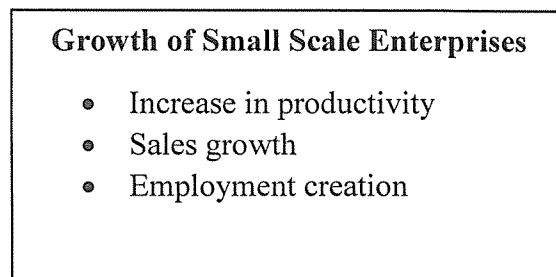 Growth of Small Scale Enterprises
• Increase in productivity
• Sales growth
• Employment creation